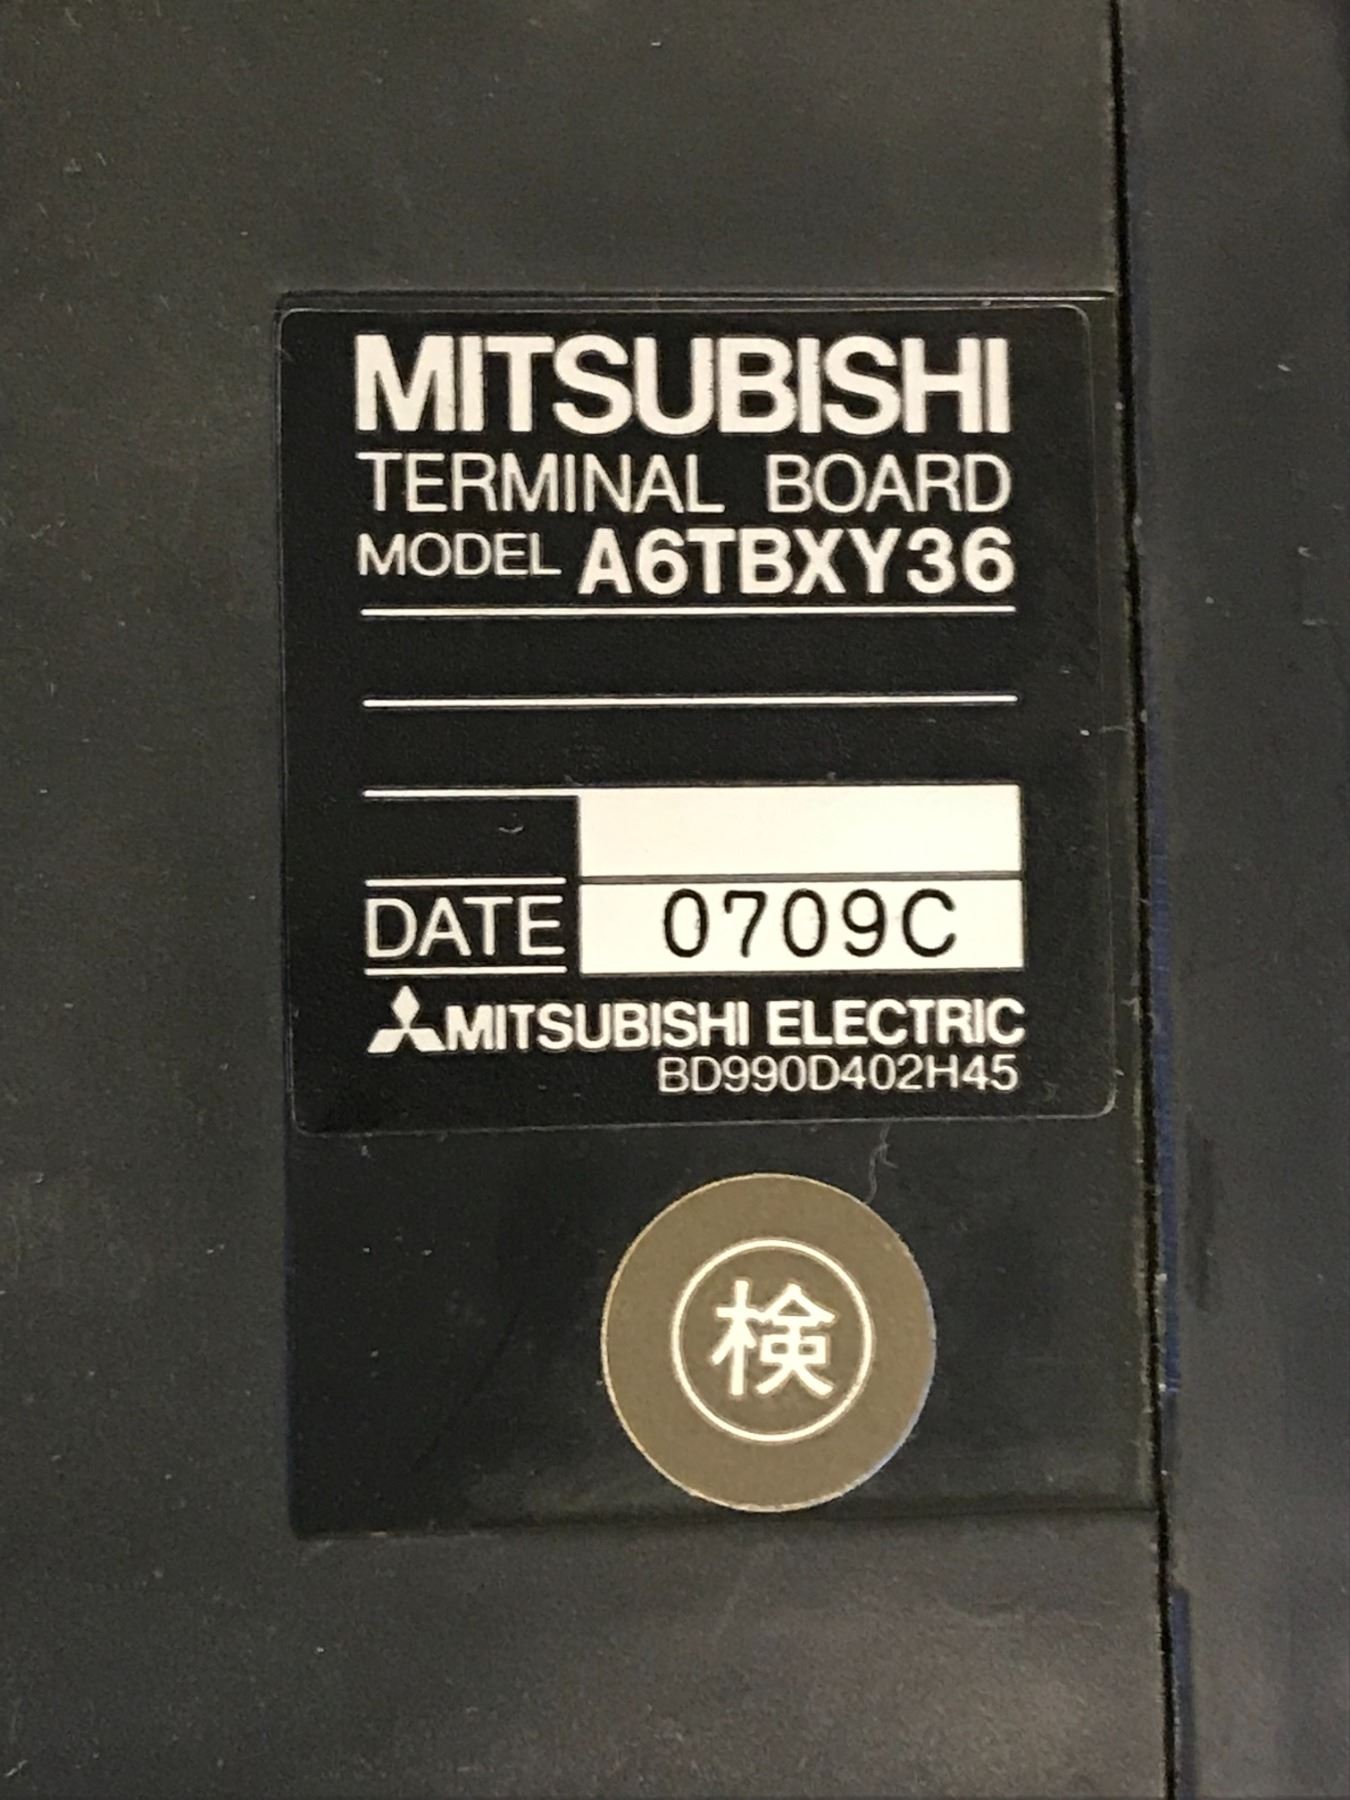 MITSUBISHI
TERMINAL BOARD
MODEL A6TBXY36
DATE 0709C
MITSUBISHI ELECTRIC
BD990D402H45
検